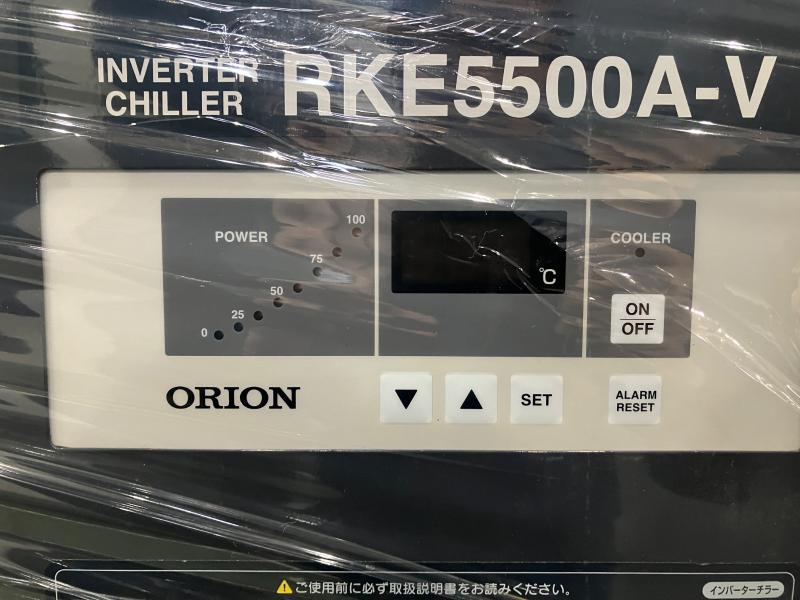 INVERTER
CHILLER
RKE5500A-V
POWER
0
25
50
75
100
℃
COOLER
ON
OFF
ORION
▼
▲
SET
ALARM
RESET
⚠ご使用前に必ず取扱説明書をお読みください。
インバーターチラー